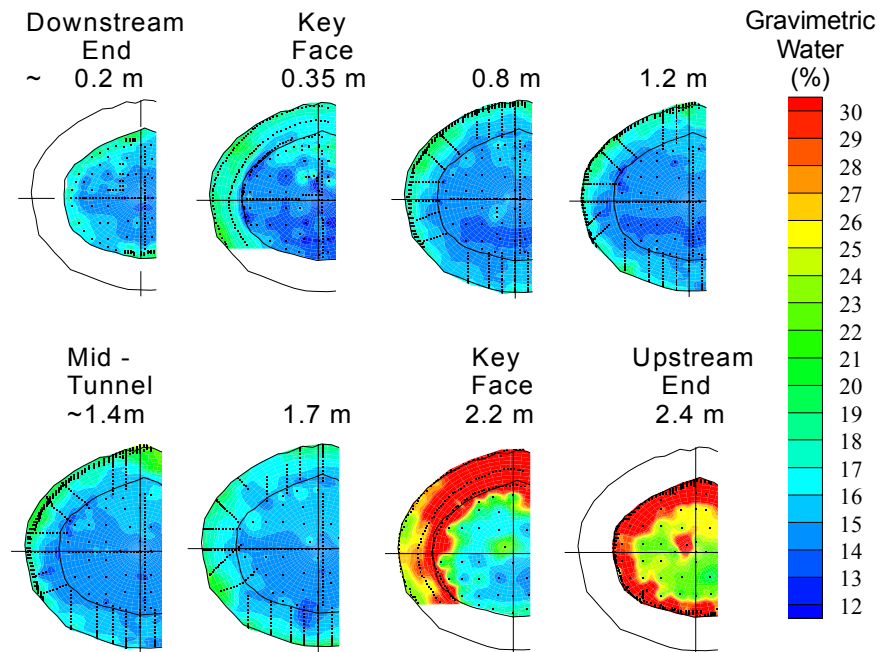 Downstream
End
~ 0.2 m
Key
Face
0.35 m
0.8 m
1.2 m
Gravimetric
Water
(%)
30
29
28
27
26
25
24
23
22
21
20
19
18
17
16
15
14
13
12
Mid -
Tunnel
~1.4m
1.7 m
Key
Face
2.2 m
Upstream
End
2.4 m